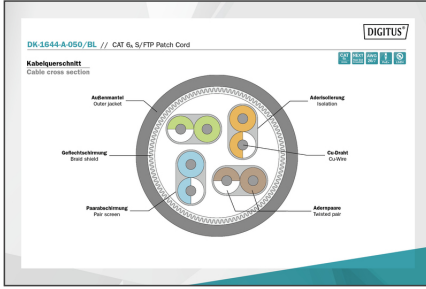 DIGITUS®
DK-1644-A-050/BL // CAT 6A S/FTP Patch Cord
Kabelquerschnitt
Cable cross section
Außenmantel
Outer jacket
Aderisolierung
Isolation
Geflechtschirmung
Braid shield
Cu-Draht
Cu-Wire
Paarabschirmung
Pair screen
Adernpaare
Twisted pair